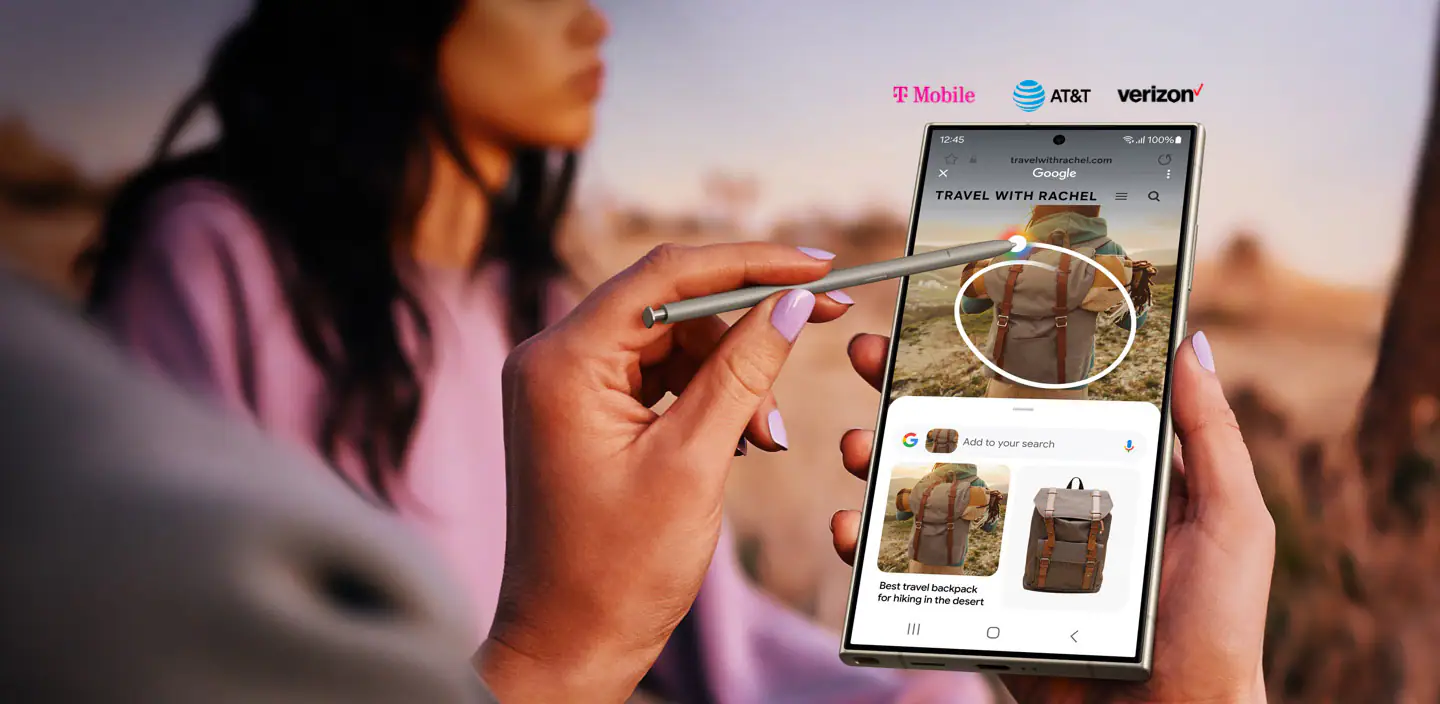 T Mobile
AT&T
verizon
12:45
100%
travelwithrachel.com
Google
TRAVEL WITH RACHEL
G
Add to your search
Best travel backpack
for hiking in the desert